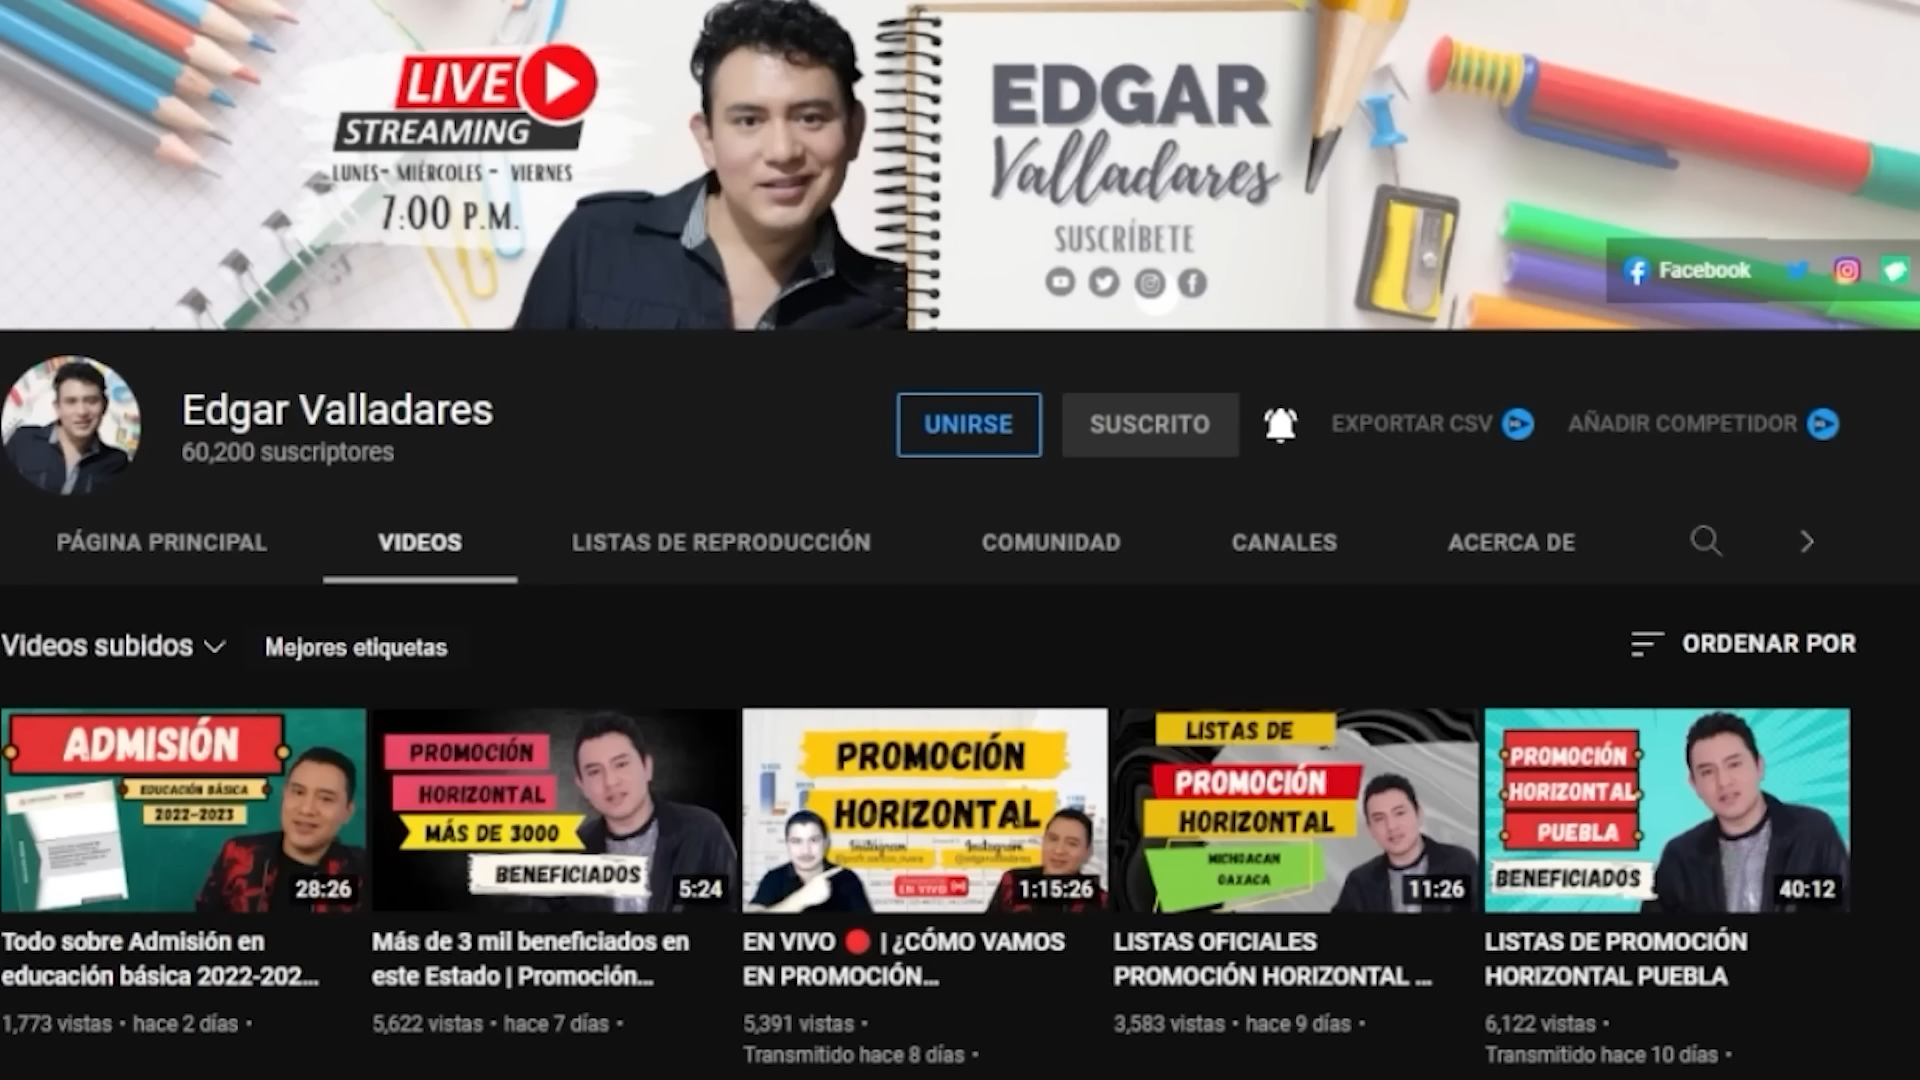 LIVE
STREAMING
LUNES- MIÉRCOLES - VIERNES
7:00 P.M.
EDGAR
Valladares
SUSCRÍBETE
Facebook
Edgar Valladares
60,200 suscriptores
UNIRSE
SUSCRITO
EXPORTAR CSV
AÑADIR COMPETIDOR
PÁGINA PRINCIPAL
VIDEOS
LISTAS DE REPRODUCCIÓN
COMUNIDAD
CANALES
ACERCA DE
Videos subidos
Mejores etiquetas
ORDENAR POR
ADMISIÓN
EDUCACIÓN BÁSICA
2022-2023
28:26
Todo sobre Admisión en
educación básica 2022-202...
1,773 vistas • hace 2 días •
PROMOCIÓN
HORIZONTAL
MÁS DE 3000
BENEFICIADOS
5:24
Más de 3 mil beneficiados en
este Estado | Promoción...
5,622 vistas • hace 7 días •
PROMOCIÓN
HORIZONTAL
Instagram
Instagram
EN VIVO
1:15:26
EN VIVO 🔴 | ¿CÓMO VAMOS
EN PROMOCIÓN...
5,391 vistas •
Transmitido hace 8 días •
LISTAS DE
PROMOCIÓN
HORIZONTAL
MICHOACAN
OAXACA
11:26
LISTAS OFICIALES
PROMOCIÓN HORIZONTAL ...
3,583 vistas • hace 9 días •
PROMOCIÓN
HORIZONTAL
PUEBLA
BENEFICIADOS
40:12
LISTAS DE PROMOCIÓN
HORIZONTAL PUEBLA
6,122 vistas •
Transmitido hace 10 días •